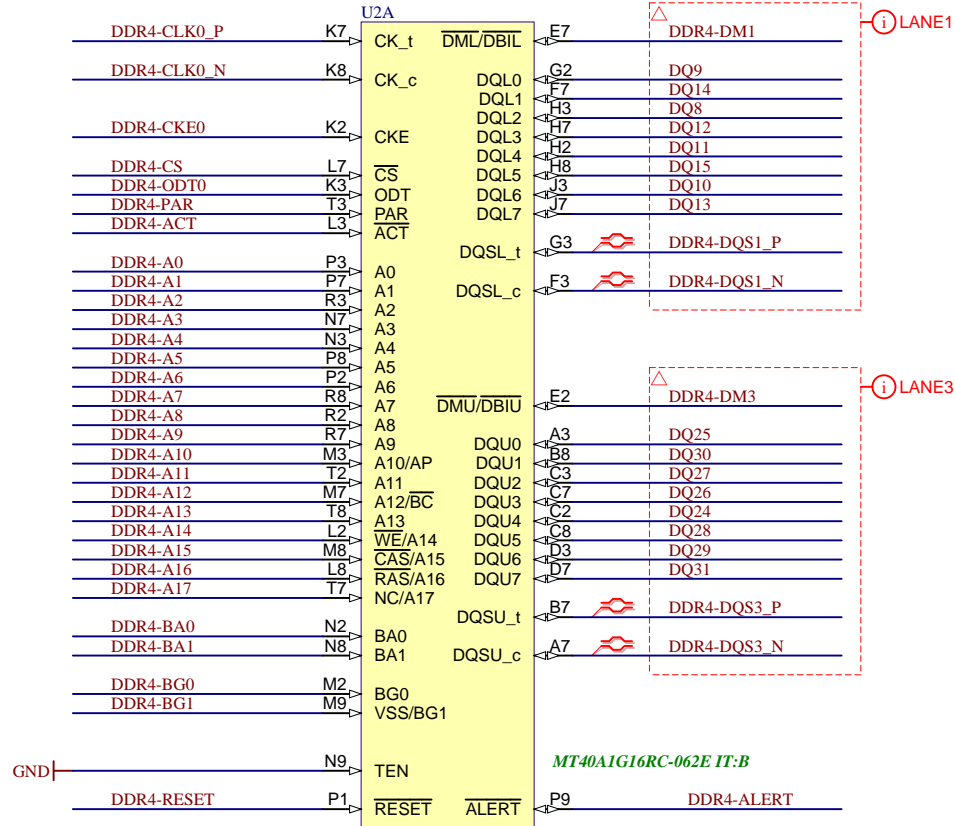 U2A
DDR4-CLK0_P K7 CK_t DML/DBIL E7 DDR4-DM1 LANE1
DDR4-CLK0_N K8 CK_c DQL0 G2 DQ9
DQL1 F7 DQ14
DQL2 H3 DQ8
DDR4-CKE0 K2 CKE DQL3 H7 DQ12
DQL4 H2 DQ11
DDR4-CS L7 CS DQL5 H8 DQ15
DDR4-ODT0 K3 ODT DQL6 J3 DQ10
DDR4-PAR T3 PAR DQL7 J7 DQ13
DDR4-ACT L3 ACT
DQSL_t G3 DDR4-DQS1_P
DDR4-A0 P3 A0
DDR4-A1 P7 A1 DQSL_c F3 DDR4-DQS1_N
DDR4-A2 R3 A2
DDR4-A3 N7 A3
DDR4-A4 N3 A4
DDR4-A5 P8 A5
DDR4-A6 P2 A6 LANE3
DDR4-A7 R8 A7 DMU/DBIU E2 DDR4-DM3
DDR4-A8 R2 A8
DDR4-A9 R7 A9 DQU0 A3 DQ25
DDR4-A10 M3 A10/AP DQU1 B8 DQ30
DDR4-A11 T2 A11 DQU2 C3 DQ27
DDR4-A12 M7 A12/BC DQU3 C7 DQ26
DDR4-A13 T8 A13 DQU4 C2 DQ24
DDR4-A14 L2 WE/A14 DQU5 C8 DQ28
DDR4-A15 M8 CAS/A15 DQU6 D3 DQ29
DDR4-A16 L8 RAS/A16 DQU7 D7 DQ31
DDR4-A17 T7 NC/A17
DQSU_t B7 DDR4-DQS3_P
DDR4-BA0 N2 BA0
DDR4-BA1 N8 BA1 DQSU_c A7 DDR4-DQS3_N
DDR4-BG0 M2 BG0
DDR4-BG1 M9 VSS/BG1
GND N9 TEN MT40A1G16RC-062E IT:B
DDR4-RESET P1 RESET ALERT P9 DDR4-ALERT